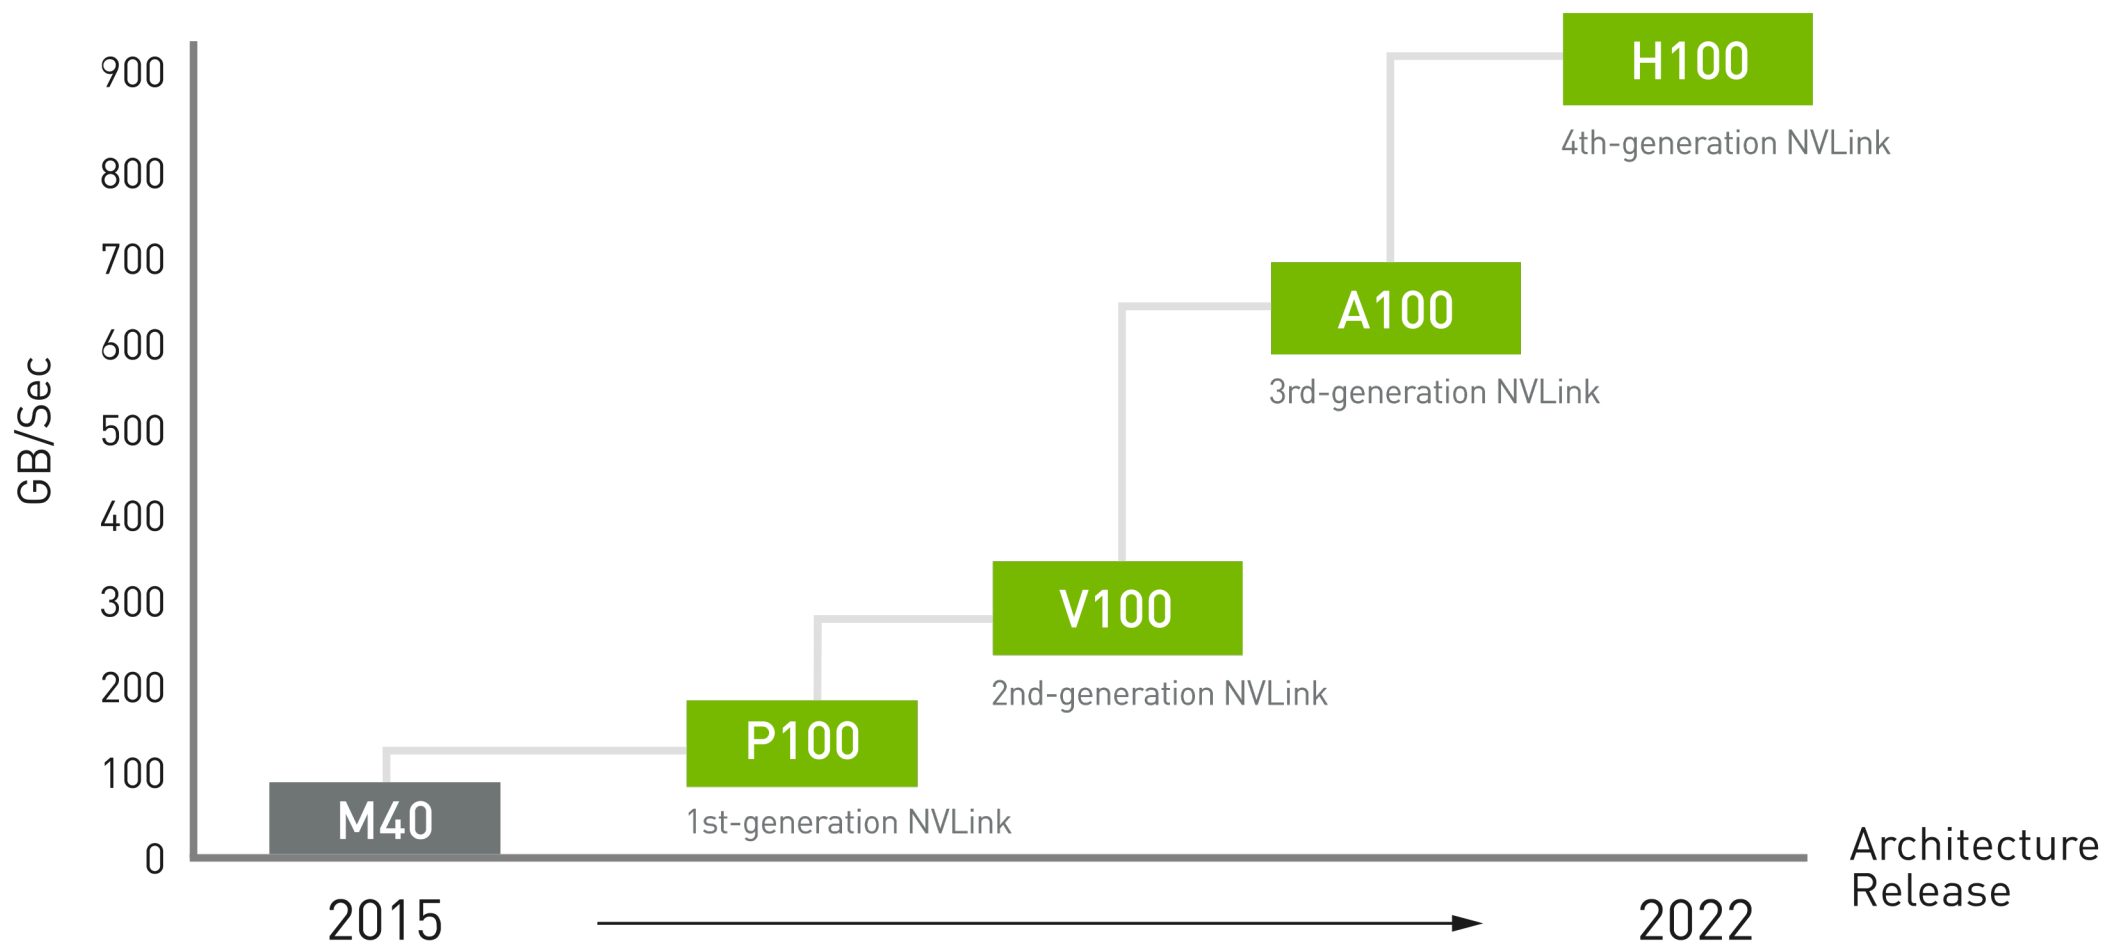 GB/Sec
900
800
700
600
500
400
300
200
100
0
H100
4th-generation NVLink
A100
3rd-generation NVLink
V100
2nd-generation NVLink
P100
1st-generation NVLink
M40
2015
2022
Architecture
Release